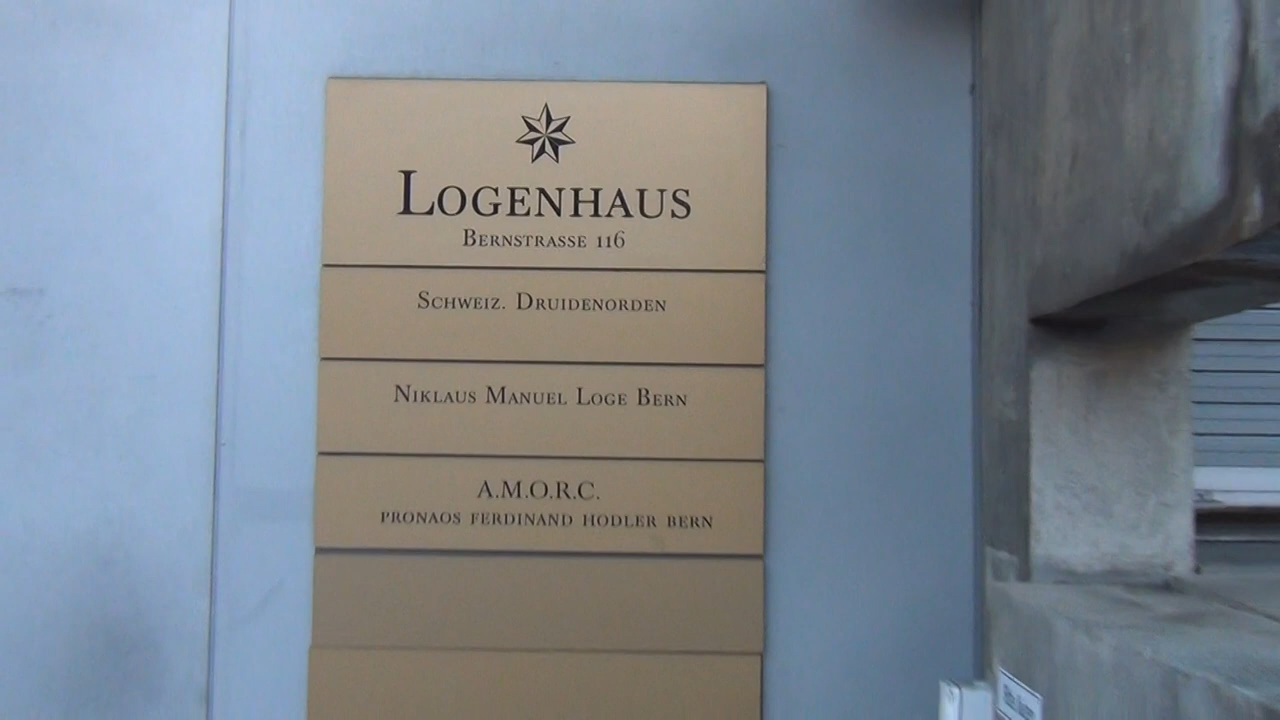 LOGENHAUS
BERNSTRASSE 116
SCHWEIZ. DRUIDENORDEN
NIKLAUS MANUEL LOGE BERN
A.M.O.R.C.
PRONAOS FERDINAND HODLER BERN